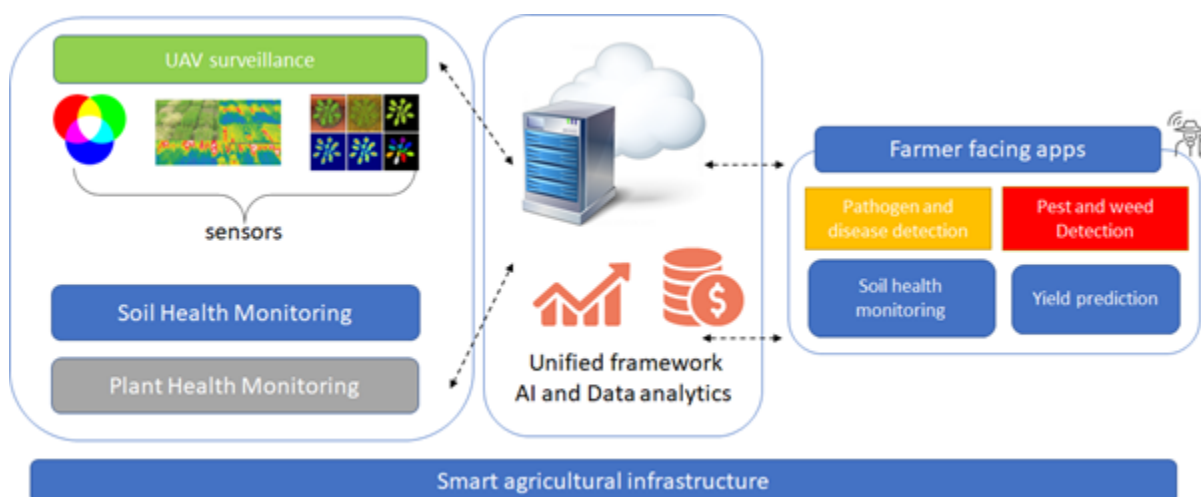 UAV surveillance
sensors
Soil Health Monitoring
Plant Health Monitoring
$
Unified framework
AI and Data analytics
Farmer facing apps
Pathogen and
disease detection
Pest and weed
Detection
Soil health
monitoring
Yield prediction
Smart agricultural infrastructure